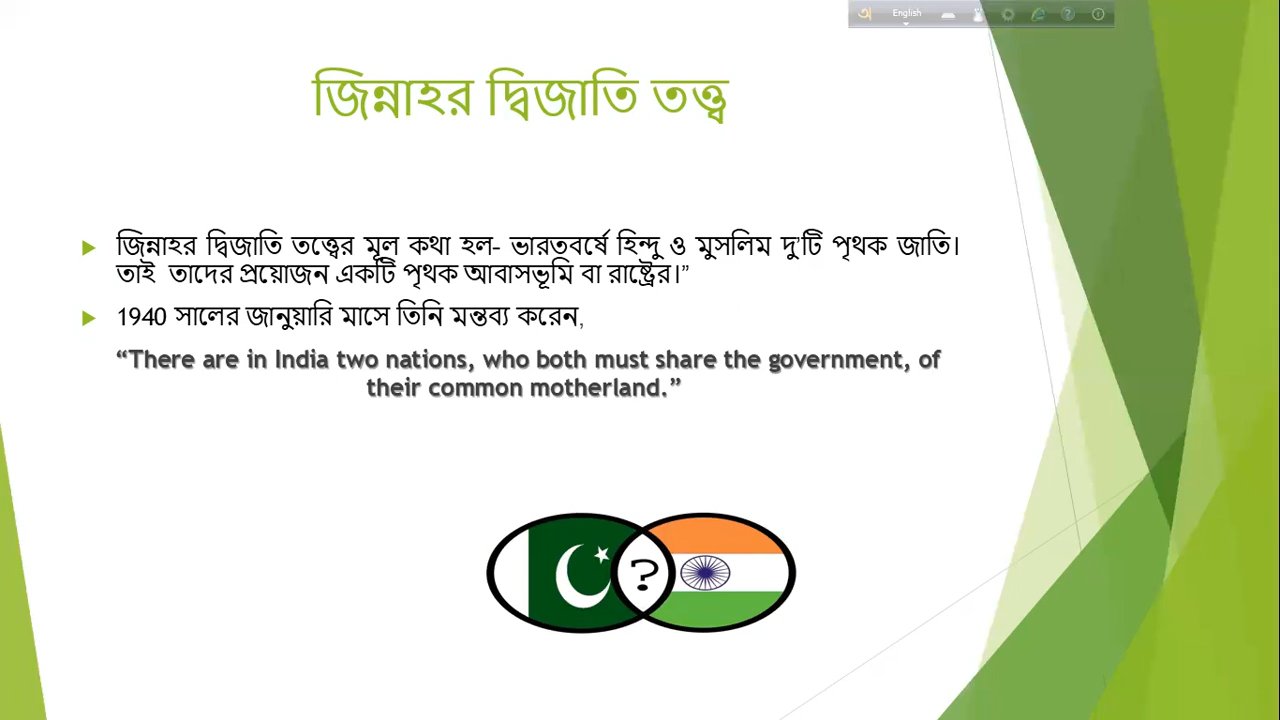 English
জিন্নাহর দ্বিজাতি তত্ত্ব
জিন্নাহর দ্বিজাতি তত্ত্বের মূল কথা হল- ভারতবর্ষে হিন্দু ও মুসলিম দু’টি পৃথক জাতি।
তাই তাদের প্রয়োজন একটি পৃথক আবাসভূমি বা রাষ্ট্রের।”
1940 সালের জানুয়ারি মাসে তিনি মন্তব্য করেন,
“There are in India two nations, who both must share the government, of
their common motherland.”
?